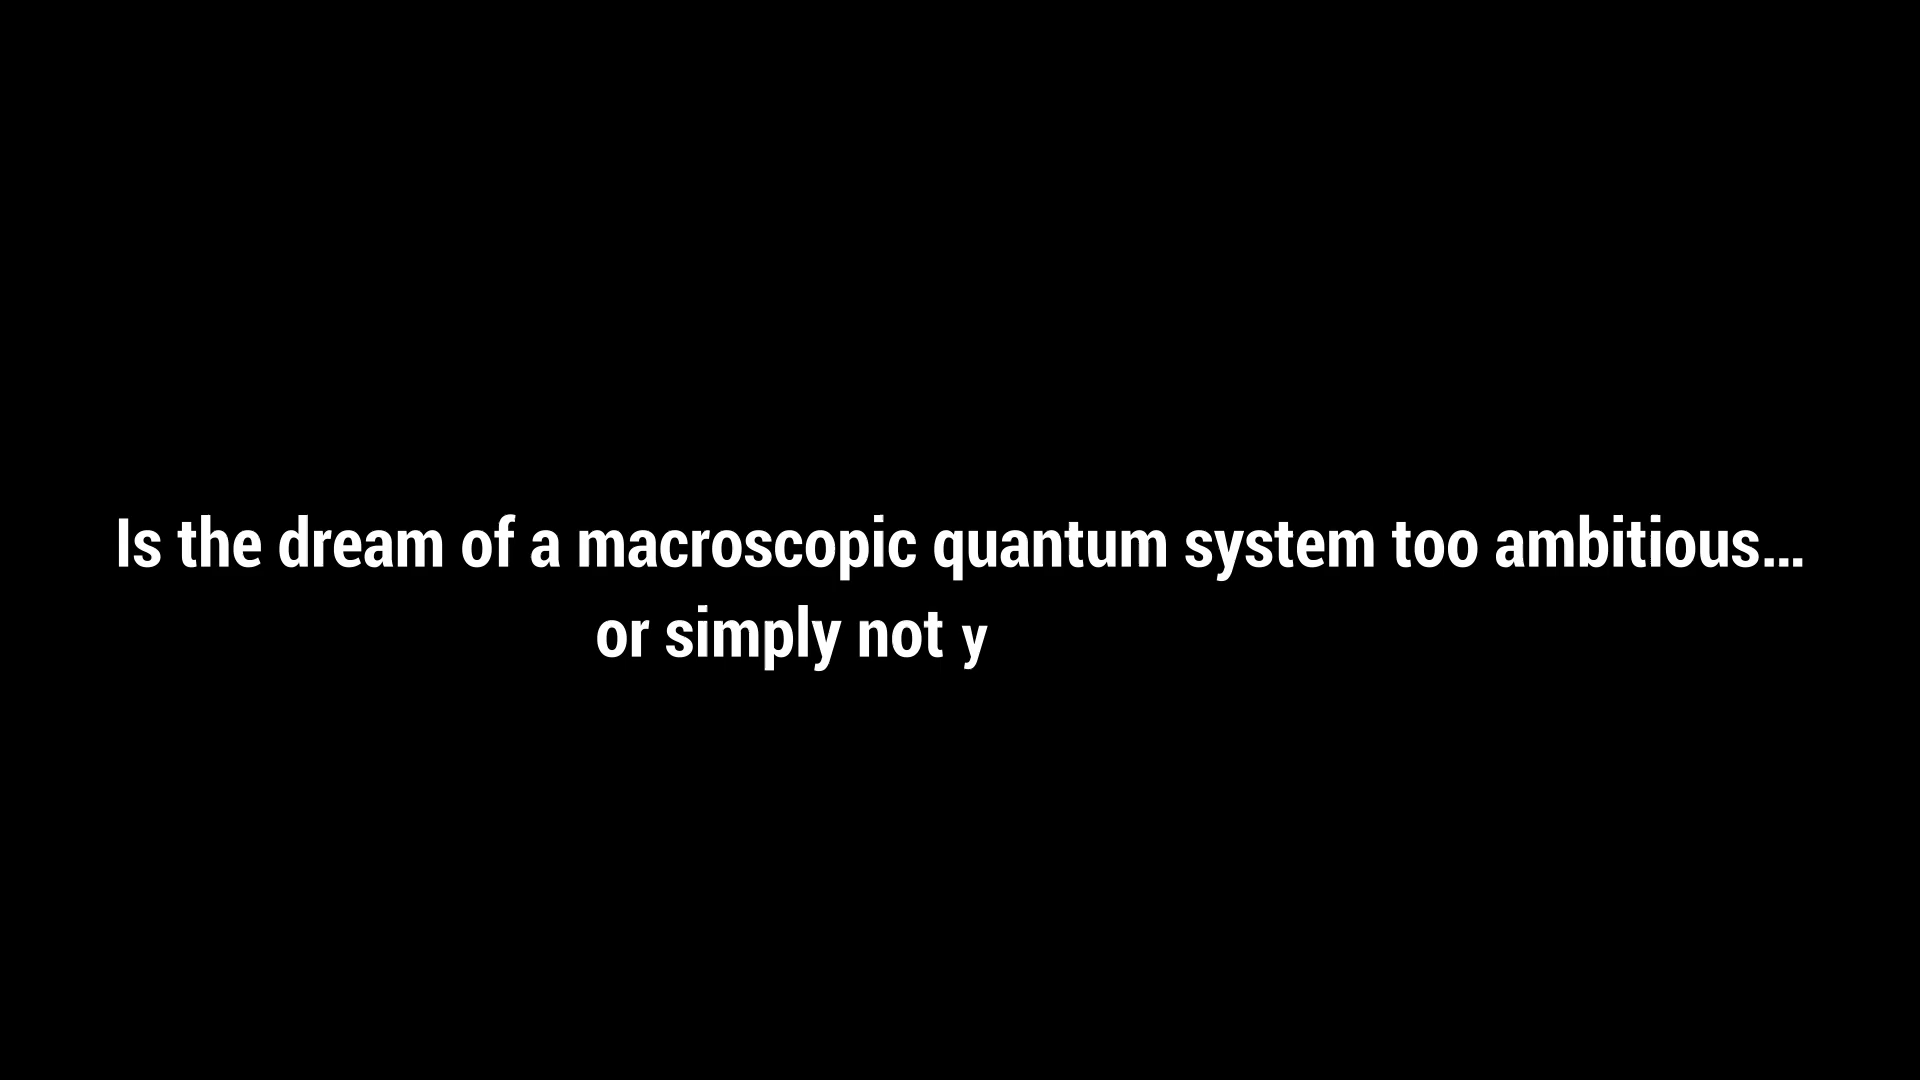 Is the dream of a macroscopic quantum system too ambitious...
or simply not y